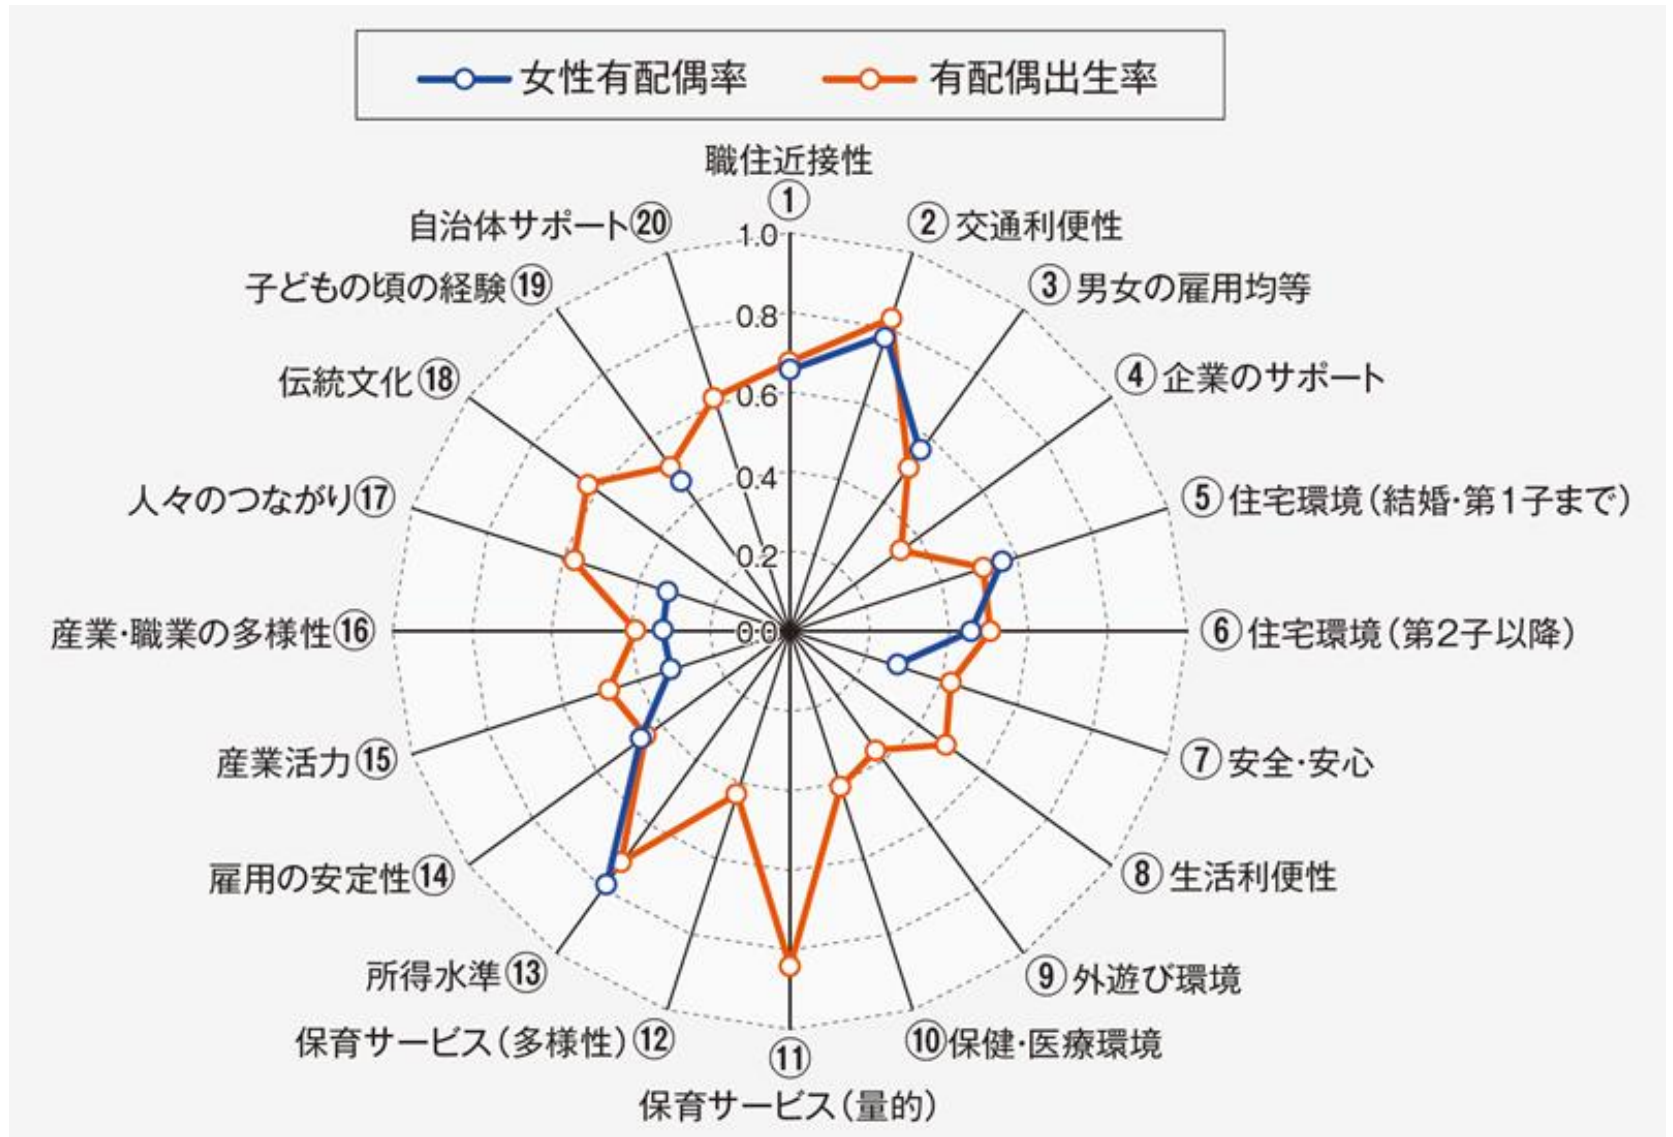 女性有配偶率 有配偶出生率
職住近接性
①
② 交通利便性
③ 男女の雇用均等
④ 企業のサポート
⑤ 住宅環境（結婚・第1子まで）
⑥ 住宅環境（第2子以降）
⑦ 安全・安心
⑧ 生活利便性
⑨ 外遊び環境
⑩ 保健・医療環境
⑪
保育サービス（量的）
保育サービス（多様性）⑫
所得水準⑬
雇用の安定性⑭
産業活力⑮
産業・職業の多様性⑯
人々のつながり⑰
伝統文化⑱
子どもの頃の経験⑲
自治体サポート⑳
1.0
0.8
0.6
0.4
0.2
0.0